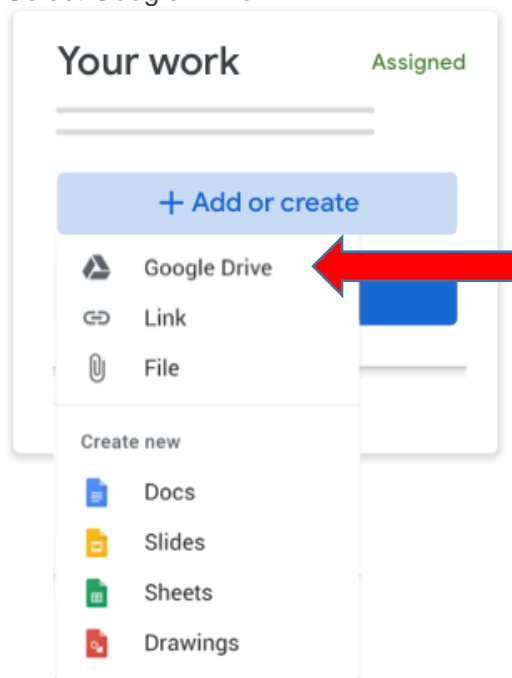 Your work
Assigned
+ Add or create
Google Drive
Link
File
Create new
Docs
Slides
Sheets
Drawings